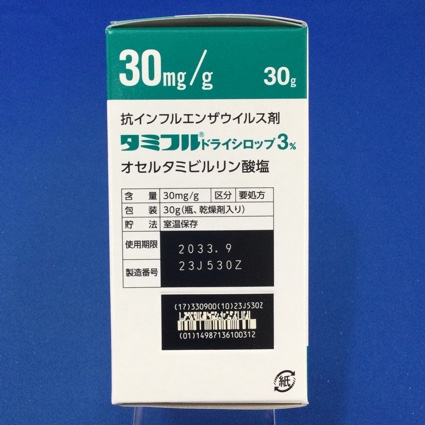 30mg/g 30g
抗インフルエンザウイルス剤
タミフル®ドライシロップ3%
オセルタミビルリン酸塩
含量 30mg/g 区分 要処方
包装 30g(瓶、乾燥剤入り)
貯法 室温保存
使用期限 2033.9
製造番号 23J530Z
(17)330900(10)23J530Z
(01)14987136100312
紙